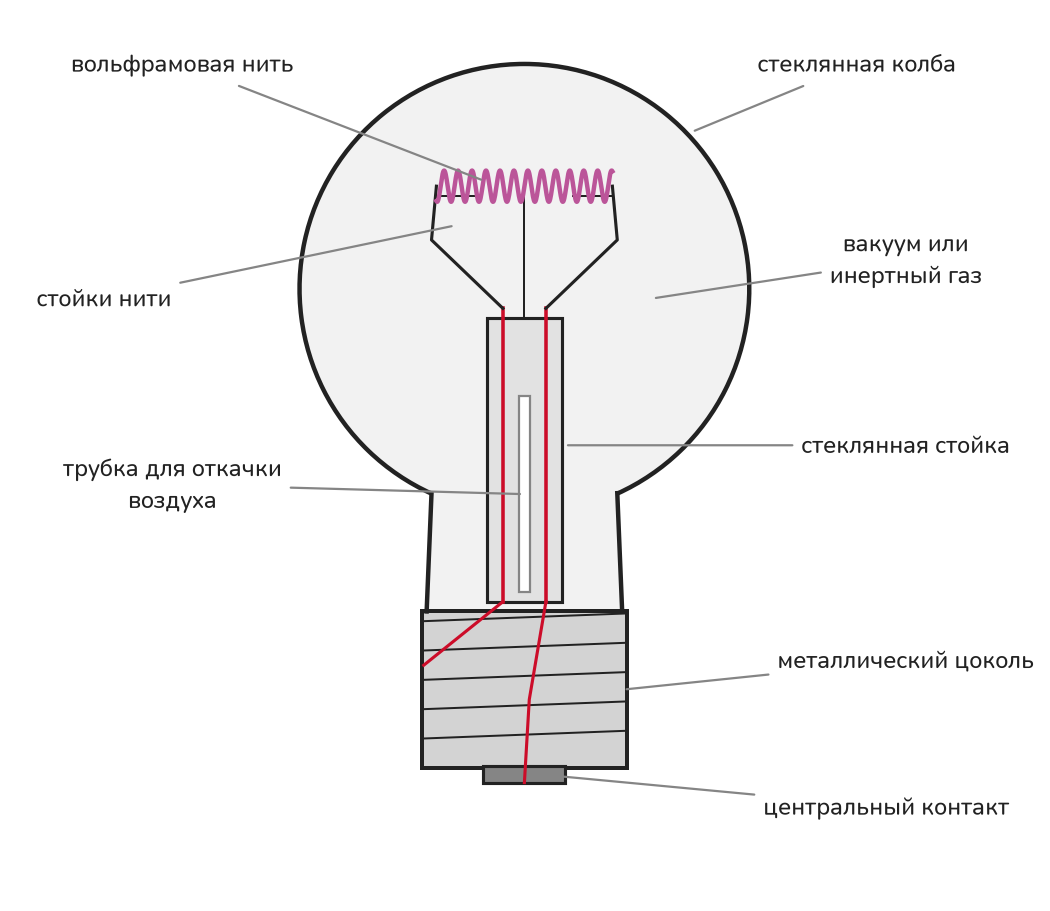 вольфрамовая нить
стеклянная колба
вакуум или
инертный газ
стойки нити
стеклянная стойка
трубка для откачки
воздуха
металлический цоколь
центральный контакт